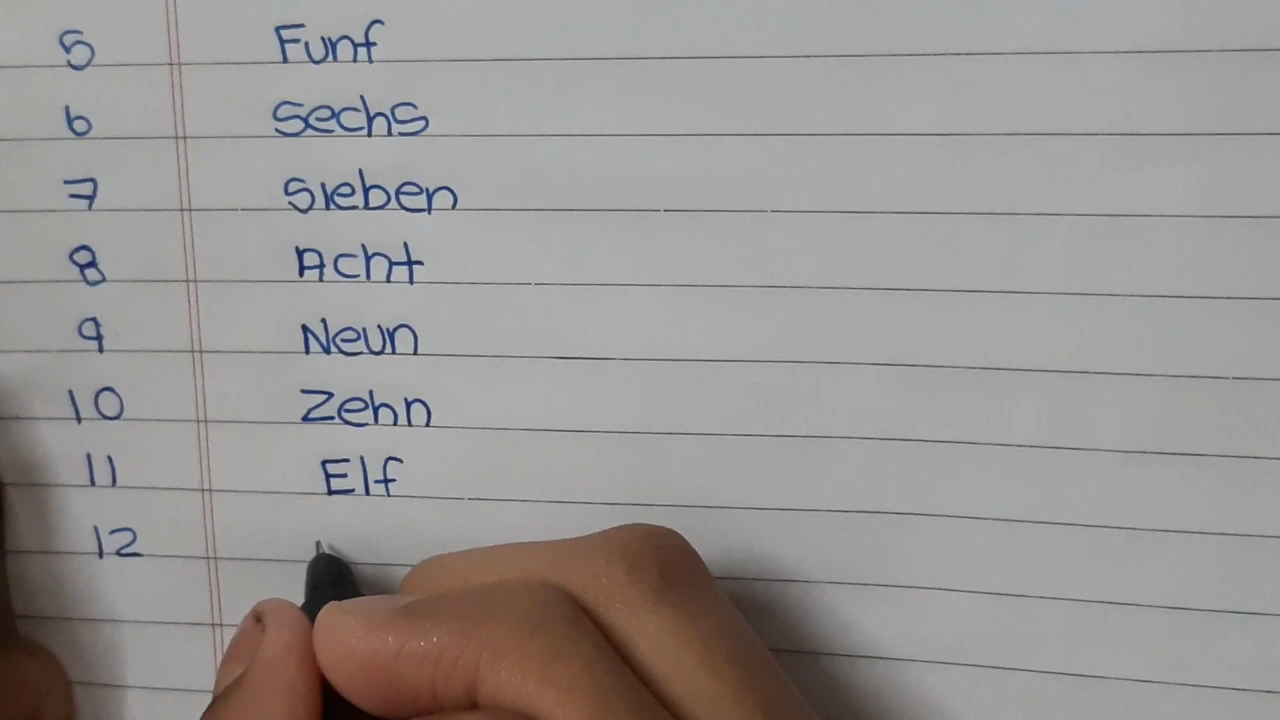 5 Funf
6 Sechs
7 Sieben
8 Acht
9 Neun
10 Zehn
11 Elf
12